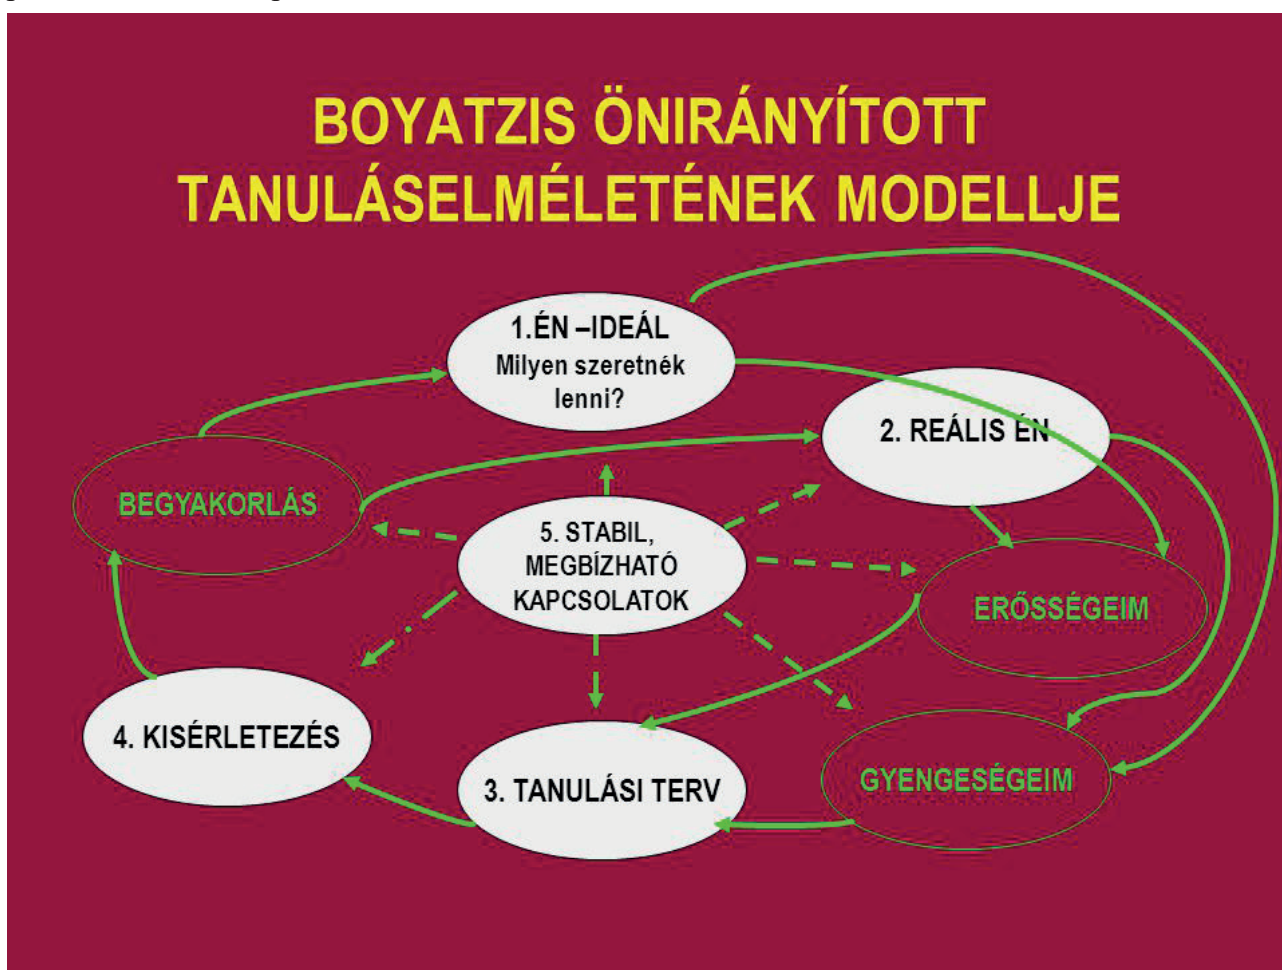 BOYATZIS ÖNIRÁNYÍTOTT
TANULÁSELMÉLETÉNEK MODELLJE
1.ÉN –IDEÁL
Milyen szeretnék
lenni?
2. REÁLIS ÉN
BEGYAKORLÁS
5. STABIL,
MEGBÍZHATÓ
KAPCSOLATOK
ERŐSSÉGEIM
4. KISÉRLETEZÉS
3. TANULÁSI TERV
GYENGESÉGEIM